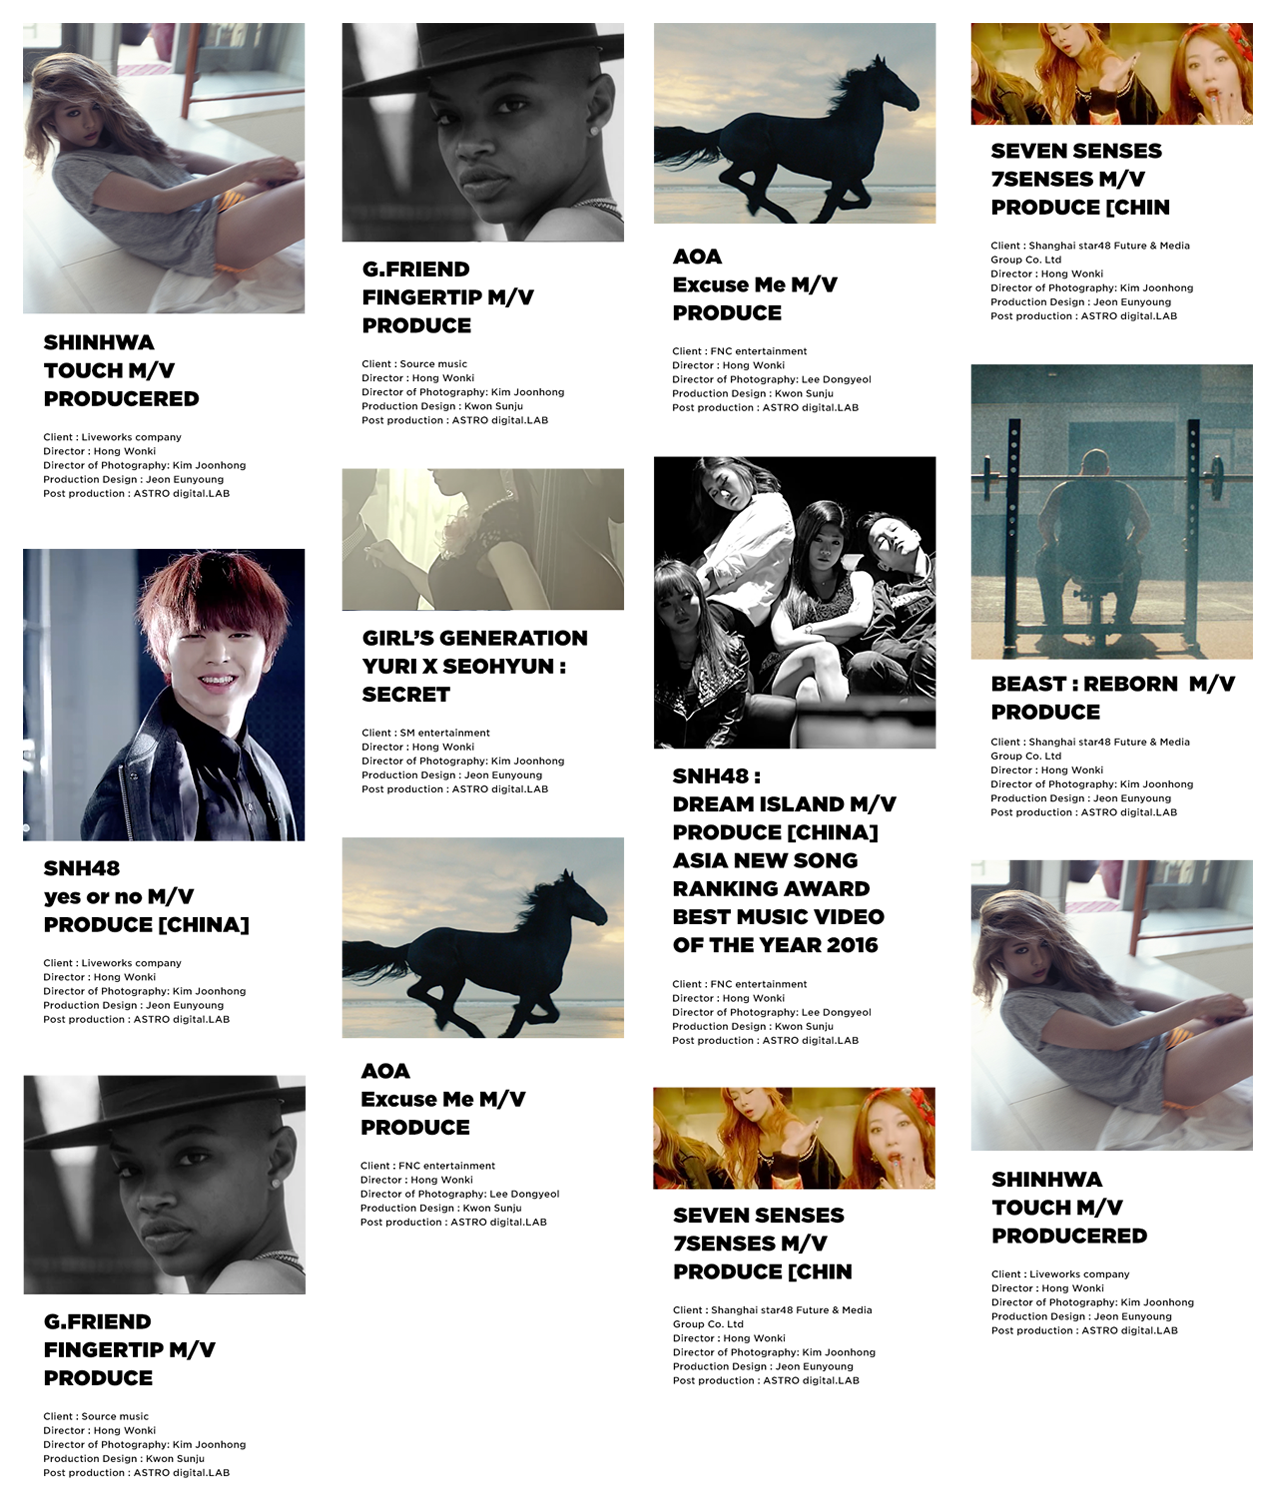 SHINHWA
TOUCH M/V
PRODUCERED
Client : Liveworks company
Director : Hong Wonki
Director of Photography: Kim Joonhong
Production Design : Jeon Eunyoung
Post production : ASTRO digital.LAB
SNH48
yes or no M/V
PRODUCE [CHINA]
Client : Liveworks company
Director : Hong Wonki
Director of Photography: Kim Joonhong
Production Design : Jeon Eunyoung
Post production : ASTRO digital.LAB
G.FRIEND
FINGERTIP M/V
PRODUCE
Client : Source music
Director : Hong Wonki
Director of Photography: Kim Joonhong
Production Design : Kwon Sunju
Post production : ASTRO digital.LAB
G.FRIEND
FINGERTIP M/V
PRODUCE
Client : Source music
Director : Hong Wonki
Director of Photography: Kim Joonhong
Production Design : Kwon Sunju
Post production : ASTRO digital.LAB
GIRL’S GENERATION
YURI X SEOHYUN :
SECRET
Client : SM entertainment
Director : Hong Wonki
Director of Photography: Kim Joonhong
Production Design : Jeon Eunyoung
Post production : ASTRO digital.LAB
AOA
Excuse Me M/V
PRODUCE
Client : FNC entertainment
Director : Hong Wonki
Director of Photography: Lee Dongyeol
Production Design : Kwon Sunju
Post production : ASTRO digital.LAB
AOA
Excuse Me M/V
PRODUCE
Client : FNC entertainment
Director : Hong Wonki
Director of Photography: Lee Dongyeol
Production Design : Kwon Sunju
Post production : ASTRO digital.LAB
SNH48 :
DREAM ISLAND M/V
PRODUCE [CHINA]
ASIA NEW SONG
RANKING AWARD
BEST MUSIC VIDEO
OF THE YEAR 2016
Client : FNC entertainment
Director : Hong Wonki
Director of Photography: Lee Dongyeol
Production Design : Kwon Sunju
Post production : ASTRO digital.LAB
SEVEN SENSES
7SENSES M/V
PRODUCE [CHIN
Client : Shanghai star48 Future & Media
Group Co. Ltd
Director : Hong Wonki
Director of Photography: Kim Joonhong
Production Design : Jeon Eunyoung
Post production : ASTRO digital.LAB
SEVEN SENSES
7SENSES M/V
PRODUCE [CHIN
Client : Shanghai star48 Future & Media
Group Co. Ltd
Director : Hong Wonki
Director of Photography: Kim Joonhong
Production Design : Jeon Eunyoung
Post production : ASTRO digital.LAB
BEAST : REBORN M/V
PRODUCE
Client : Shanghai star48 Future & Media
Group Co. Ltd
Director : Hong Wonki
Director of Photography: Kim Joonhong
Production Design : Jeon Eunyoung
Post production : ASTRO digital.LAB
SHINHWA
TOUCH M/V
PRODUCERED
Client : Liveworks company
Director : Hong Wonki
Director of Photography: Kim Joonhong
Production Design : Jeon Eunyoung
Post production : ASTRO digital.LAB